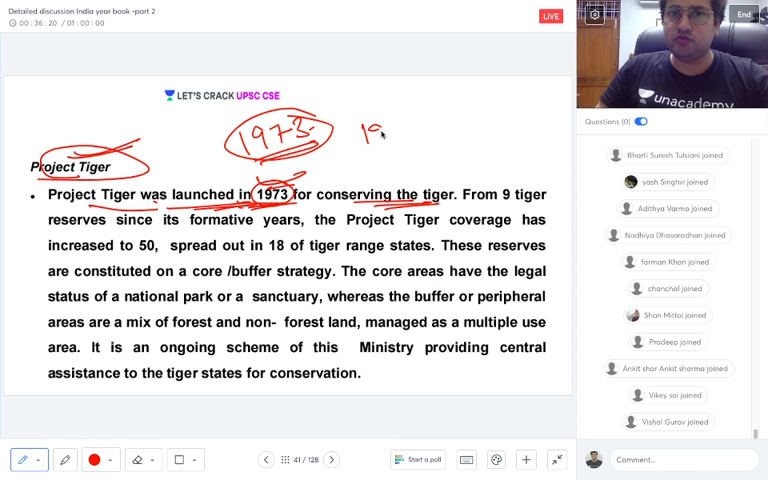 Detailed discussion India year book -part 2
00 : 36 : 20 / 01 : 00 : 00
LIVE
End
LET'S CRACK UPSC CSE
1973.
19
Project Tiger
• Project Tiger was launched in 1973 for conserving the tiger. From 9 tiger
reserves since its formative years, the Project Tiger coverage has
increased to 50, spread out in 18 of tiger range states. These reserves
are constituted on a core /buffer strategy. The core areas have the legal
status of a national park or a sanctuary, whereas the buffer or peripheral
areas are a mix of forest and non- forest land, managed as a multiple use
area. It is an ongoing scheme of this Ministry providing central
assistance to the tiger states for conservation.
unacademy
Questions (0)
Bharti Suresh Tulsiani joined
yash Singhvi joined
Adithya Varma joined
Nadhiya Dhasaradhan joined
farman Khan joined
chanchal joined
Shan Mittal joined
Pradeep joined
Ankit shar Ankit sharma joined
Vikey sai joined
Vishal Gurav joined
41 / 128
Start a poll
Comment...